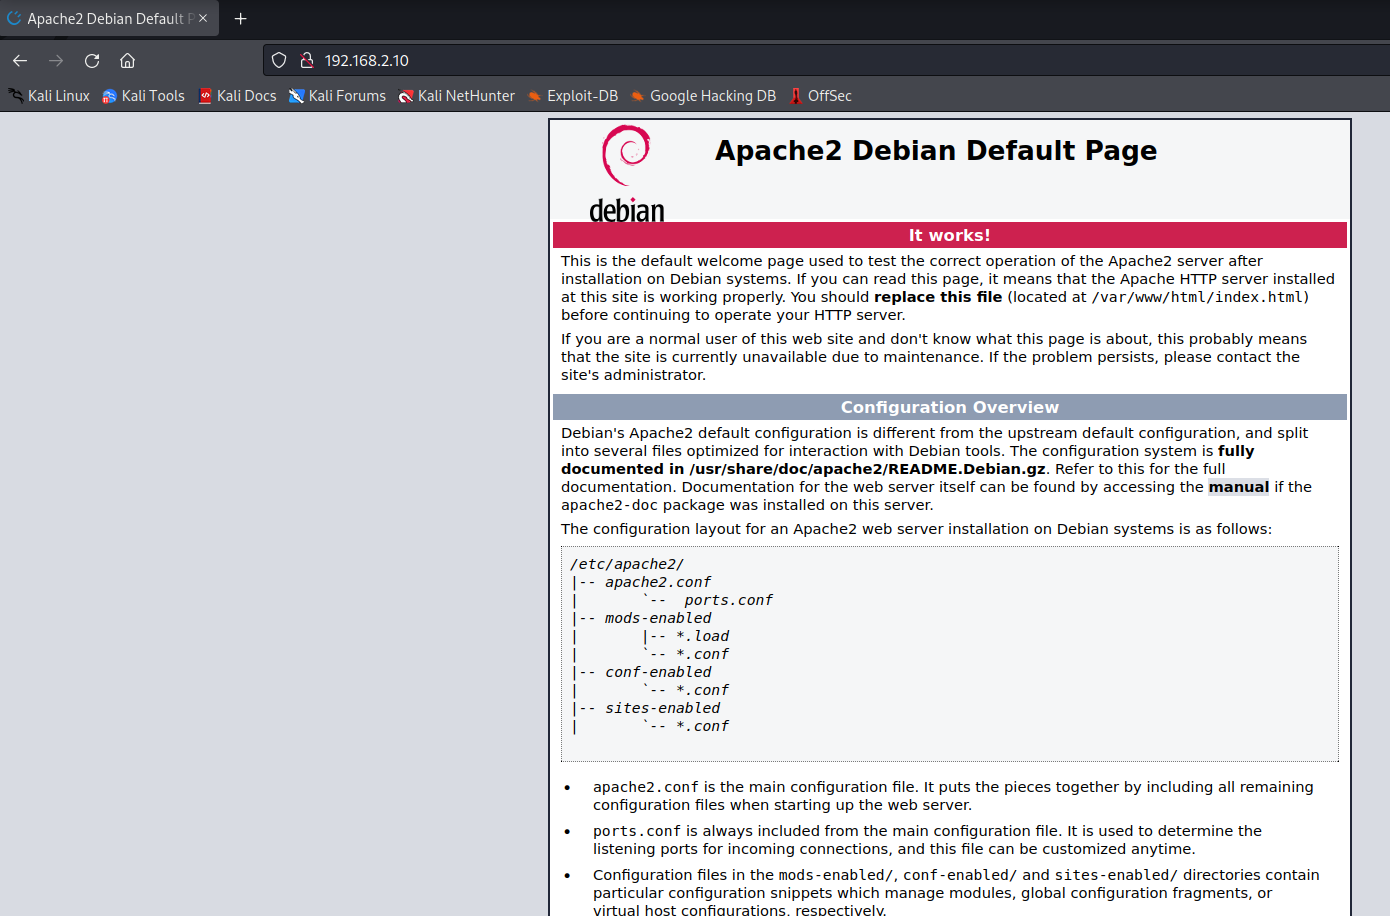 Apache2 Debian Default P
192.168.2.10
Kali Linux Kali Tools Kali Docs Kali Forums Kali NetHunter Exploit-DB Google Hacking DB OffSec
debian
Apache2 Debian Default Page
It works!
This is the default welcome page used to test the correct operation of the Apache2 server after
installation on Debian systems. If you can read this page, it means that the Apache HTTP server installed
at this site is working properly. You should replace this file (located at /var/www/html/index.html)
before continuing to operate your HTTP server.
If you are a normal user of this web site and don't know what this page is about, this probably means
that the site is currently unavailable due to maintenance. If the problem persists, please contact the
site's administrator.
Configuration Overview
Debian's Apache2 default configuration is different from the upstream default configuration, and split
into several files optimized for interaction with Debian tools. The configuration system is fully
documented in /usr/share/doc/apache2/README.Debian.gz. Refer to this for the full
documentation. Documentation for the web server itself can be found by accessing the manual if the
apache2-doc package was installed on this server.
The configuration layout for an Apache2 web server installation on Debian systems is as follows:
/etc/apache2/
|-- apache2.conf
|       `--  ports.conf
|-- mods-enabled
|       |-- *.load
|       `-- *.conf
|-- conf-enabled
|       `-- *.conf
|-- sites-enabled
|       `-- *.conf
• apache2.conf is the main configuration file. It puts the pieces together by including all remaining
configuration files when starting up the web server.
• ports.conf is always included from the main configuration file. It is used to determine the
listening ports for incoming connections, and this file can be customized anytime.
• Configuration files in the mods-enabled/, conf-enabled/ and sites-enabled/ directories contain
particular configuration snippets which manage modules, global configuration fragments, or
virtual host configurations, respectively.